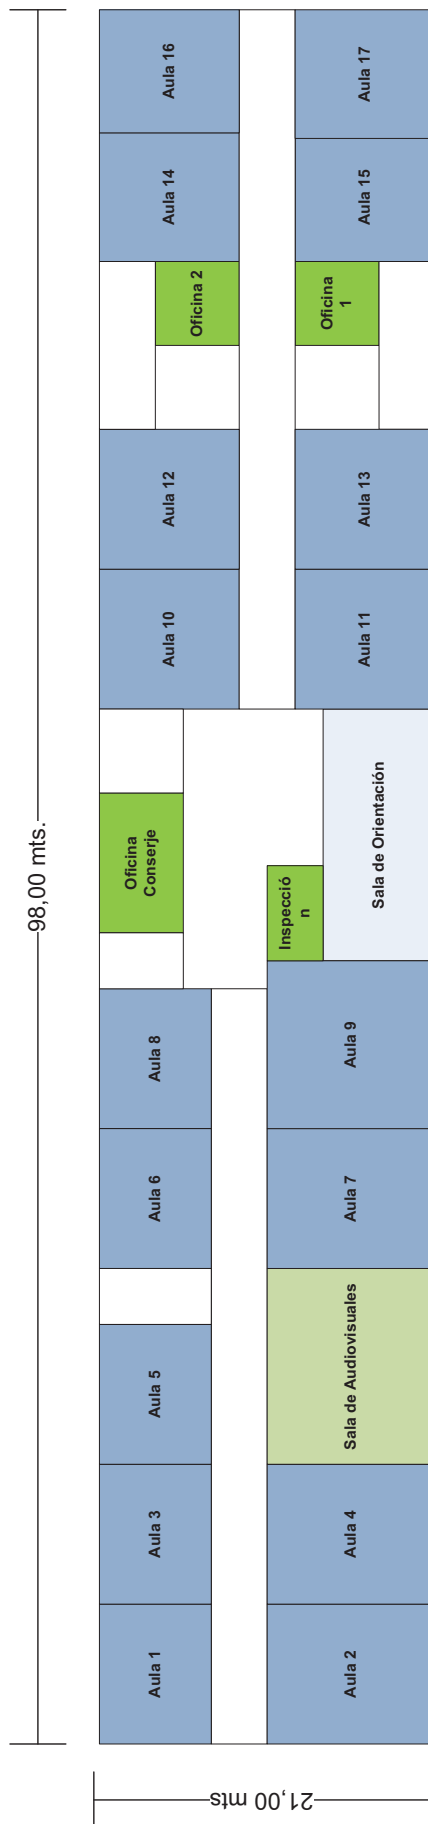 98,00 mts.
21,00 mts
Aula 1
Aula 3
Aula 5
Aula 6
Aula 8
Oficina
Conserje
Aula 10
Aula 12
Oficina 2
Aula 14
Aula 16
Aula 2
Aula 4
Sala de Audiovisuales
Aula 7
Aula 9
Inspecció
n
Sala de Orientación
Aula 11
Aula 13
Oficina
1
Aula 15
Aula 17